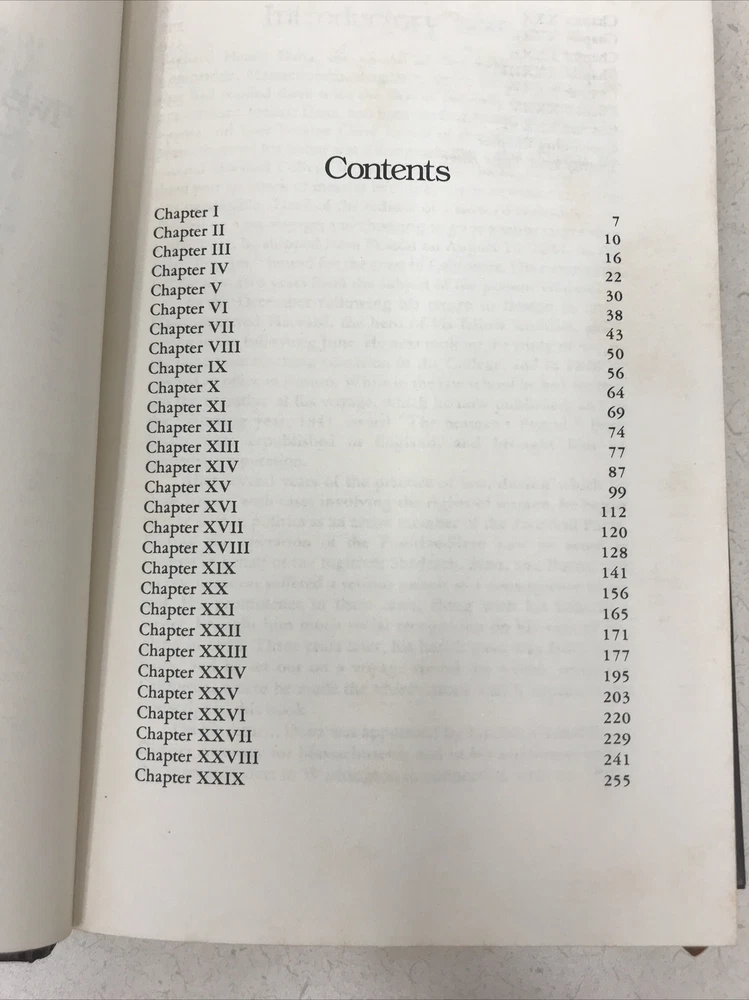 Contents
Chapter I 7
Chapter II 10
Chapter III 16
Chapter IV 22
Chapter V 30
Chapter VI 38
Chapter VII 43
Chapter VIII 50
Chapter IX 56
Chapter X 64
Chapter XI 69
Chapter XII 74
Chapter XIII 77
Chapter XIV 87
Chapter XV 99
Chapter XVI 112
Chapter XVII 120
Chapter XVIII 128
Chapter XIX 141
Chapter XX 156
Chapter XXI 165
Chapter XXII 171
Chapter XXIII 177
Chapter XXIV 195
Chapter XXV 203
Chapter XXVI 220
Chapter XXVII 229
Chapter XXVIII 241
Chapter XXIX 255